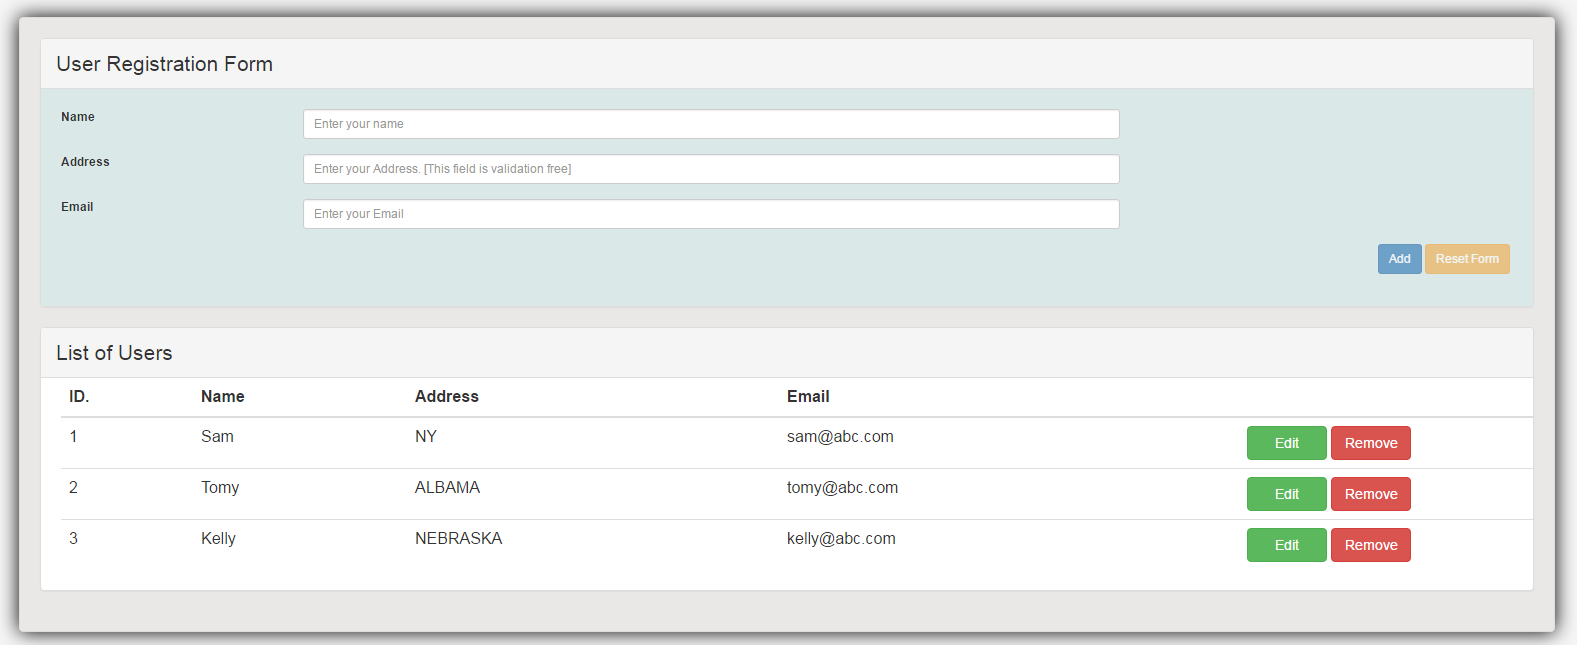 User Registration Form
Name Enter your name
Address Enter your Address. [This field is validation free]
Email Enter your Email
Add Reset Form
List of Users
ID. Name Address Email
1 Sam NY sam@abc.com Edit Remove
2 Tomy ALBAMA tomy@abc.com Edit Remove
3 Kelly NEBRASKA kelly@abc.com Edit Remove